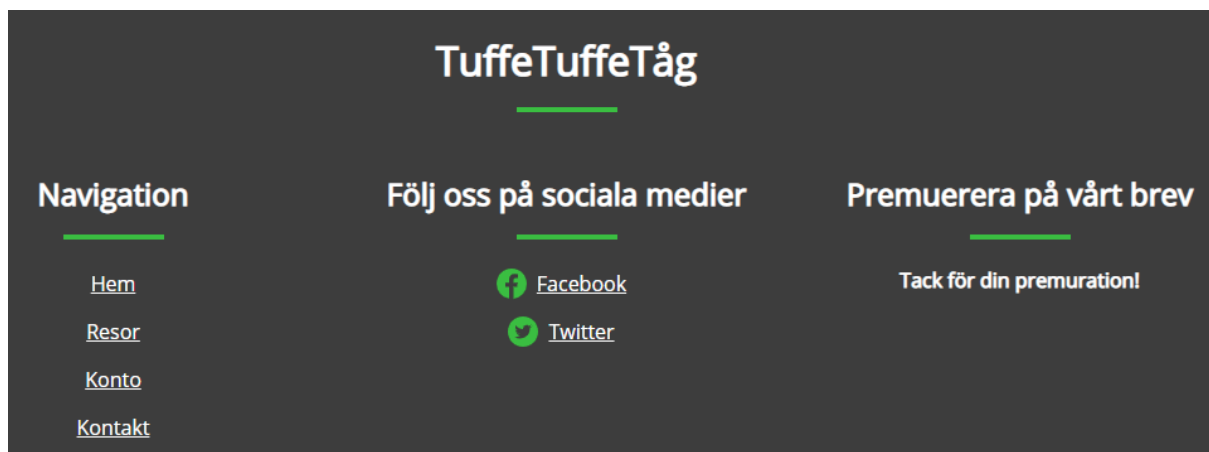 TuffeTuffeTåg
Navigation
Hem
Resor
Konto
Kontakt
Följ oss på sociala medier
Facebook
Twitter
Premuerera på vårt brev
Tack för din premuration!